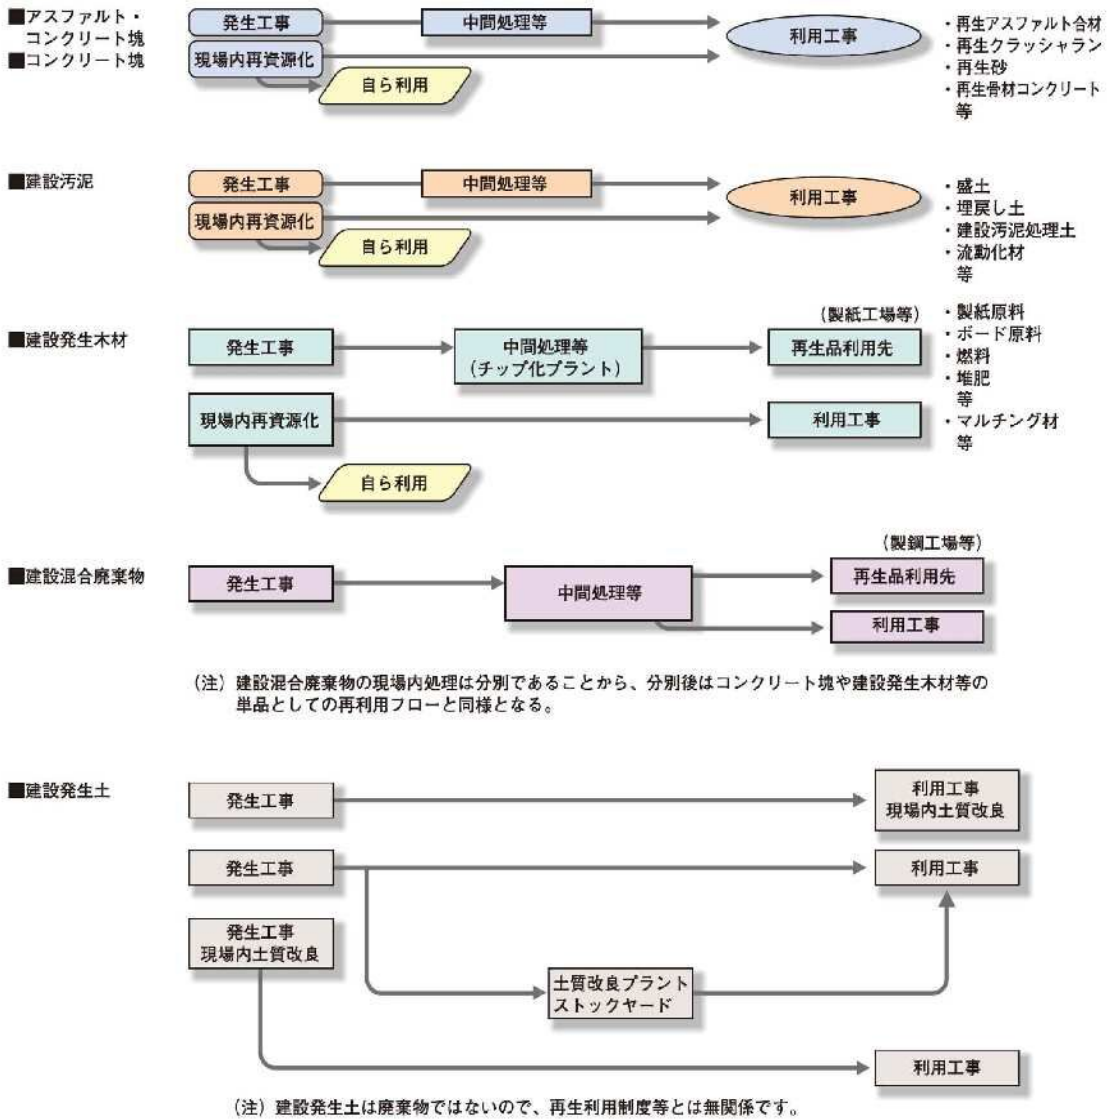 ■アスファルト・
コンクリート塊
■コンクリート塊
発生工事
中間処理等
利用工事
現場内再資源化
自ら利用
・再生アスファルト合材
・再生クラッシャラン
・再生砂
・再生骨材コンクリート
等
■建設汚泥
発生工事
中間処理等
利用工事
現場内再資源化
自ら利用
・盛土
・埋戻し土
・建設汚泥処理土
・流動化材
等
■建設発生木材
発生工事
中間処理等
(チップ化プラント)
(製紙工場等)
再生品利用先
・製紙原料
・ボード原料
・燃料
・堆肥
等
現場内再資源化
利用工事
・マルチング材
等
自ら利用
■建設混合廃棄物
発生工事
中間処理等
(製鋼工場等)
再生品利用先
利用工事
(注) 建設混合廃棄物の現場内処理は分別であることから、分別後はコンクリート塊や建設発生木材等の
単品としての再利用フローと同様となる。
■建設発生土
発生工事
利用工事
現場内土質改良
発生工事
利用工事
発生工事
現場内土質改良
土質改良プラント
ストックヤード
利用工事
(注) 建設発生土は廃棄物ではないので、再生利用制度等とは無関係です。